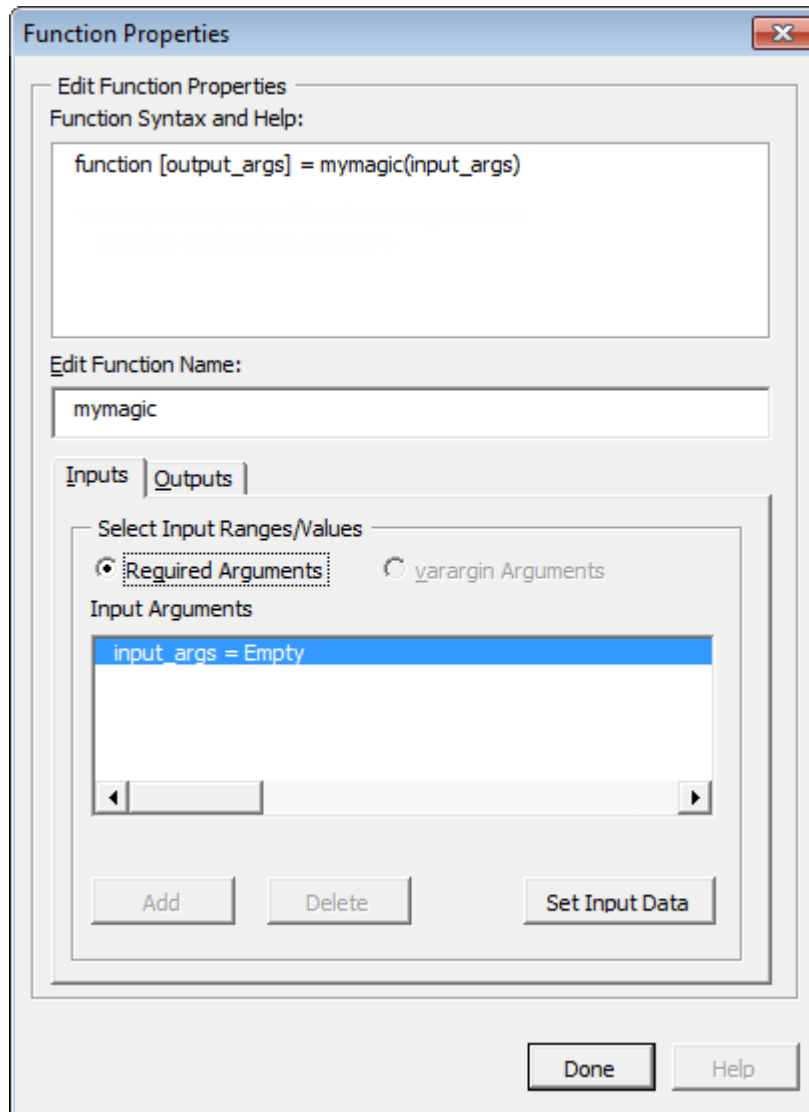 Function Properties
Edit Function Properties
Function Syntax and Help:
function [output_args] = mymagic(input_args)
Edit Function Name:
mymagic
Inputs Outputs
Select Input Ranges/Values
Required Arguments varargin Arguments
Input Arguments
input_args = Empty
Add Delete Set Input Data
Done Help